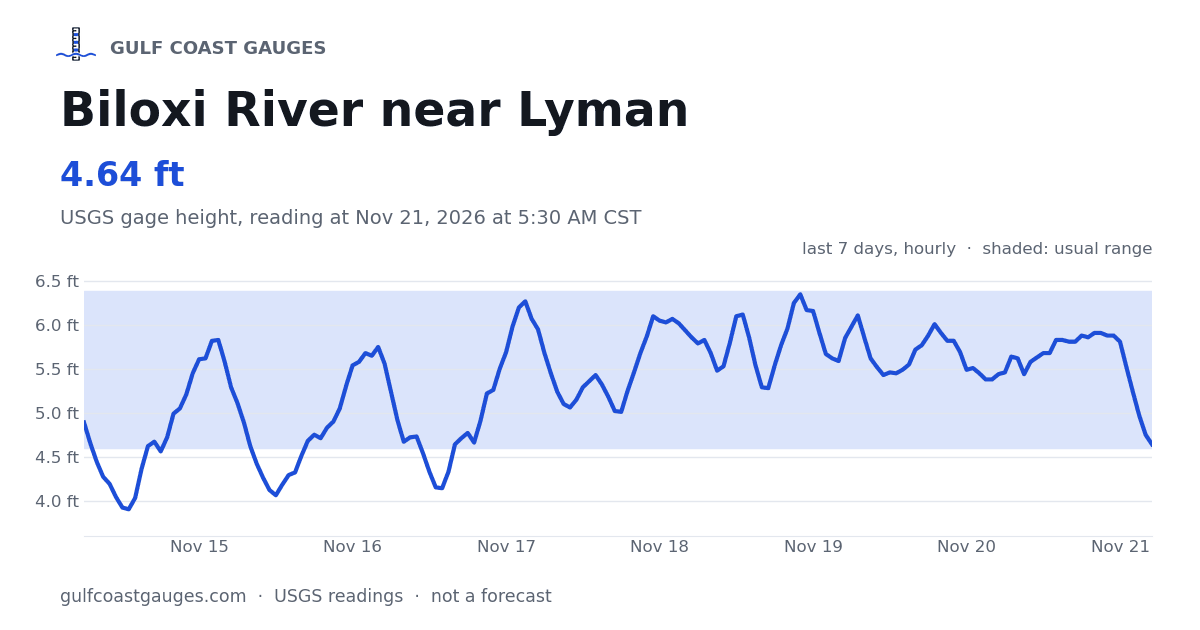 GULF COAST GAUGES
Biloxi River near Lyman
4.64 ft
USGS gage height, reading at Nov 21, 2026 at 5:30 AM CST
last 7 days, hourly · shaded: usual range
6.5 ft
6.0 ft
5.5 ft
5.0 ft
4.5 ft
4.0 ft
Nov 15 Nov 16 Nov 17 Nov 18 Nov 19 Nov 20 Nov 21
gulfcoastgauges.com · USGS readings · not a forecast